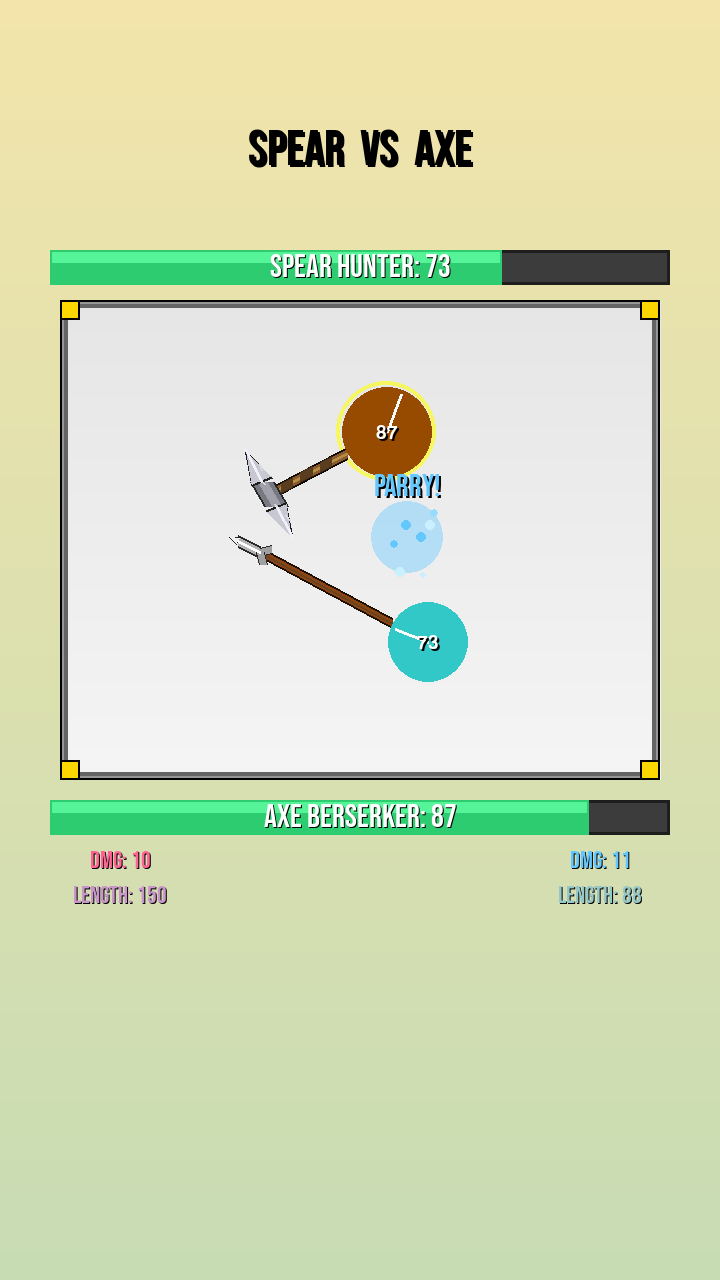 SPEAR VS AXE
SPEAR HUNTER: 73
87
PARRY!
73
AXE BERSERKER: 87
DMG: 10
DMG: 11
LENGTH: 150
LENGTH: 88